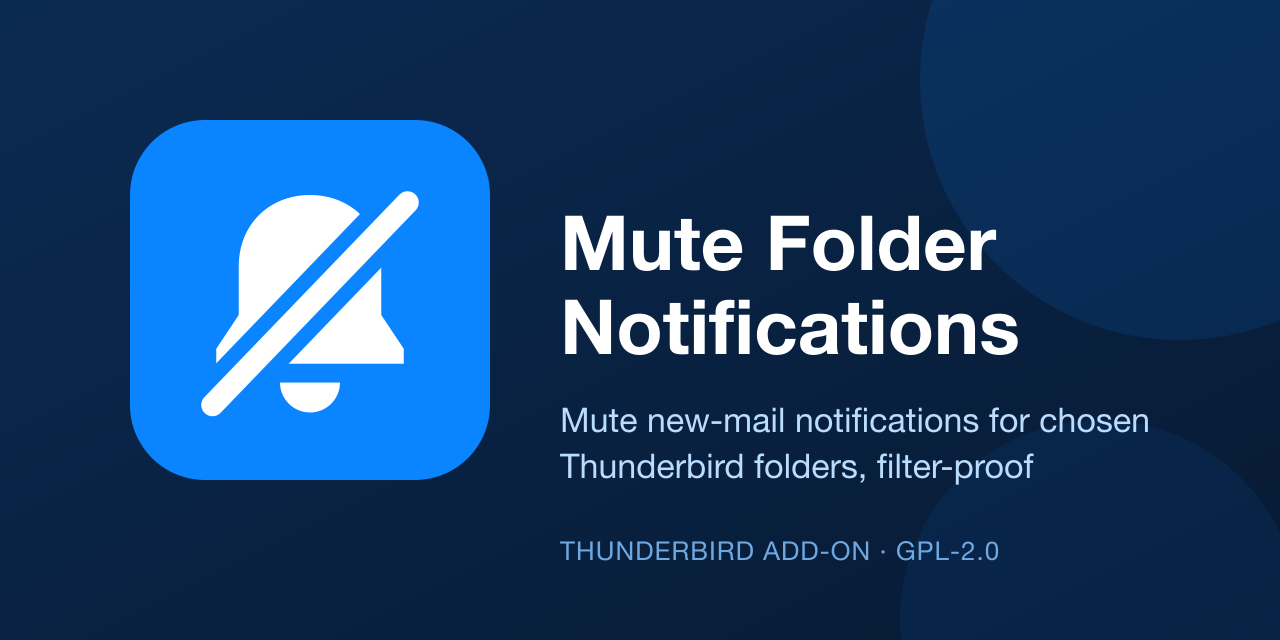 Mute Folder
Notifications
Mute new-mail notifications for chosen
Thunderbird folders, filter-proof
THUNDERBIRD ADD-ON · GPL-2.0